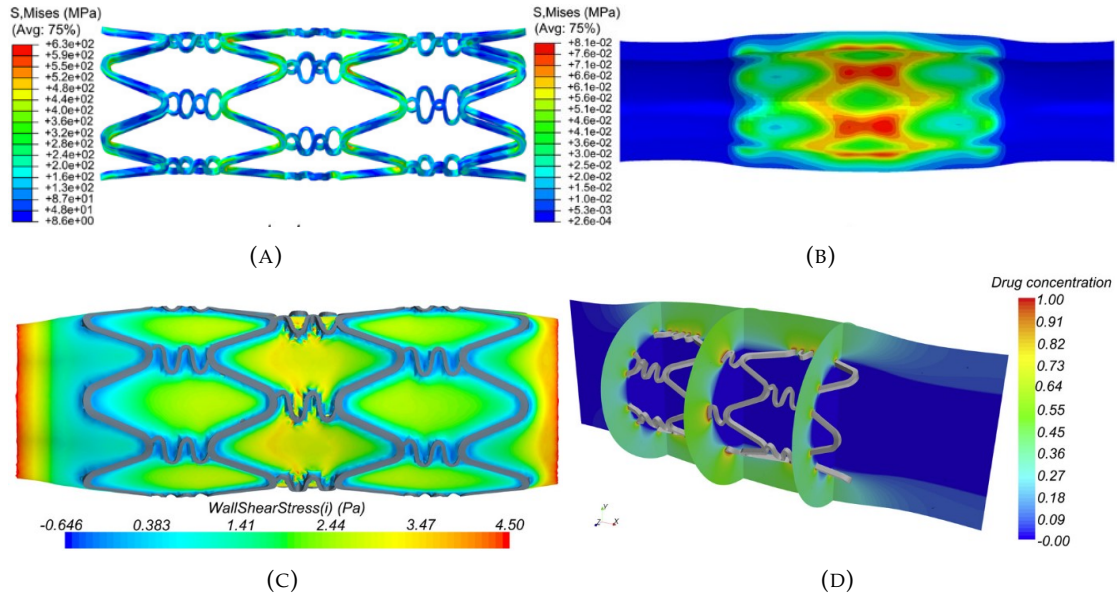 S,Mises (MPa)
(Avg: 75%)
+6.3e+02
+5.9e+02
+5.5e+02
+5.2e+02
+4.8e+02
+4.4e+02
+4.0e+02
+3.6e+02
+3.2e+02
+2.8e+02
+2.4e+02
+2.0e+02
+1.6e+02
+1.3e+02
+8.7e+01
+4.8e+01
+8.6e+00
(A)
S,Mises (MPa)
(Avg: 75%)
+8.1e-02
+7.6e-02
+7.1e-02
+6.6e-02
+6.1e-02
+5.6e-02
+5.1e-02
+4.6e-02
+4.1e-02
+3.6e-02
+3.0e-02
+2.5e-02
+2.0e-02
+1.5e-02
+1.0e-02
+5.3e-03
+2.6e-04
(B)
WallShearStress(i) (Pa)
-0.646 0.383 1.41 2.44 3.47 4.50
(C)
Drug concentration
1.00
0.91
0.82
0.73
0.64
0.54
0.45
0.36
0.27
0.18
0.09
-0.00
Y
Z X
(D)